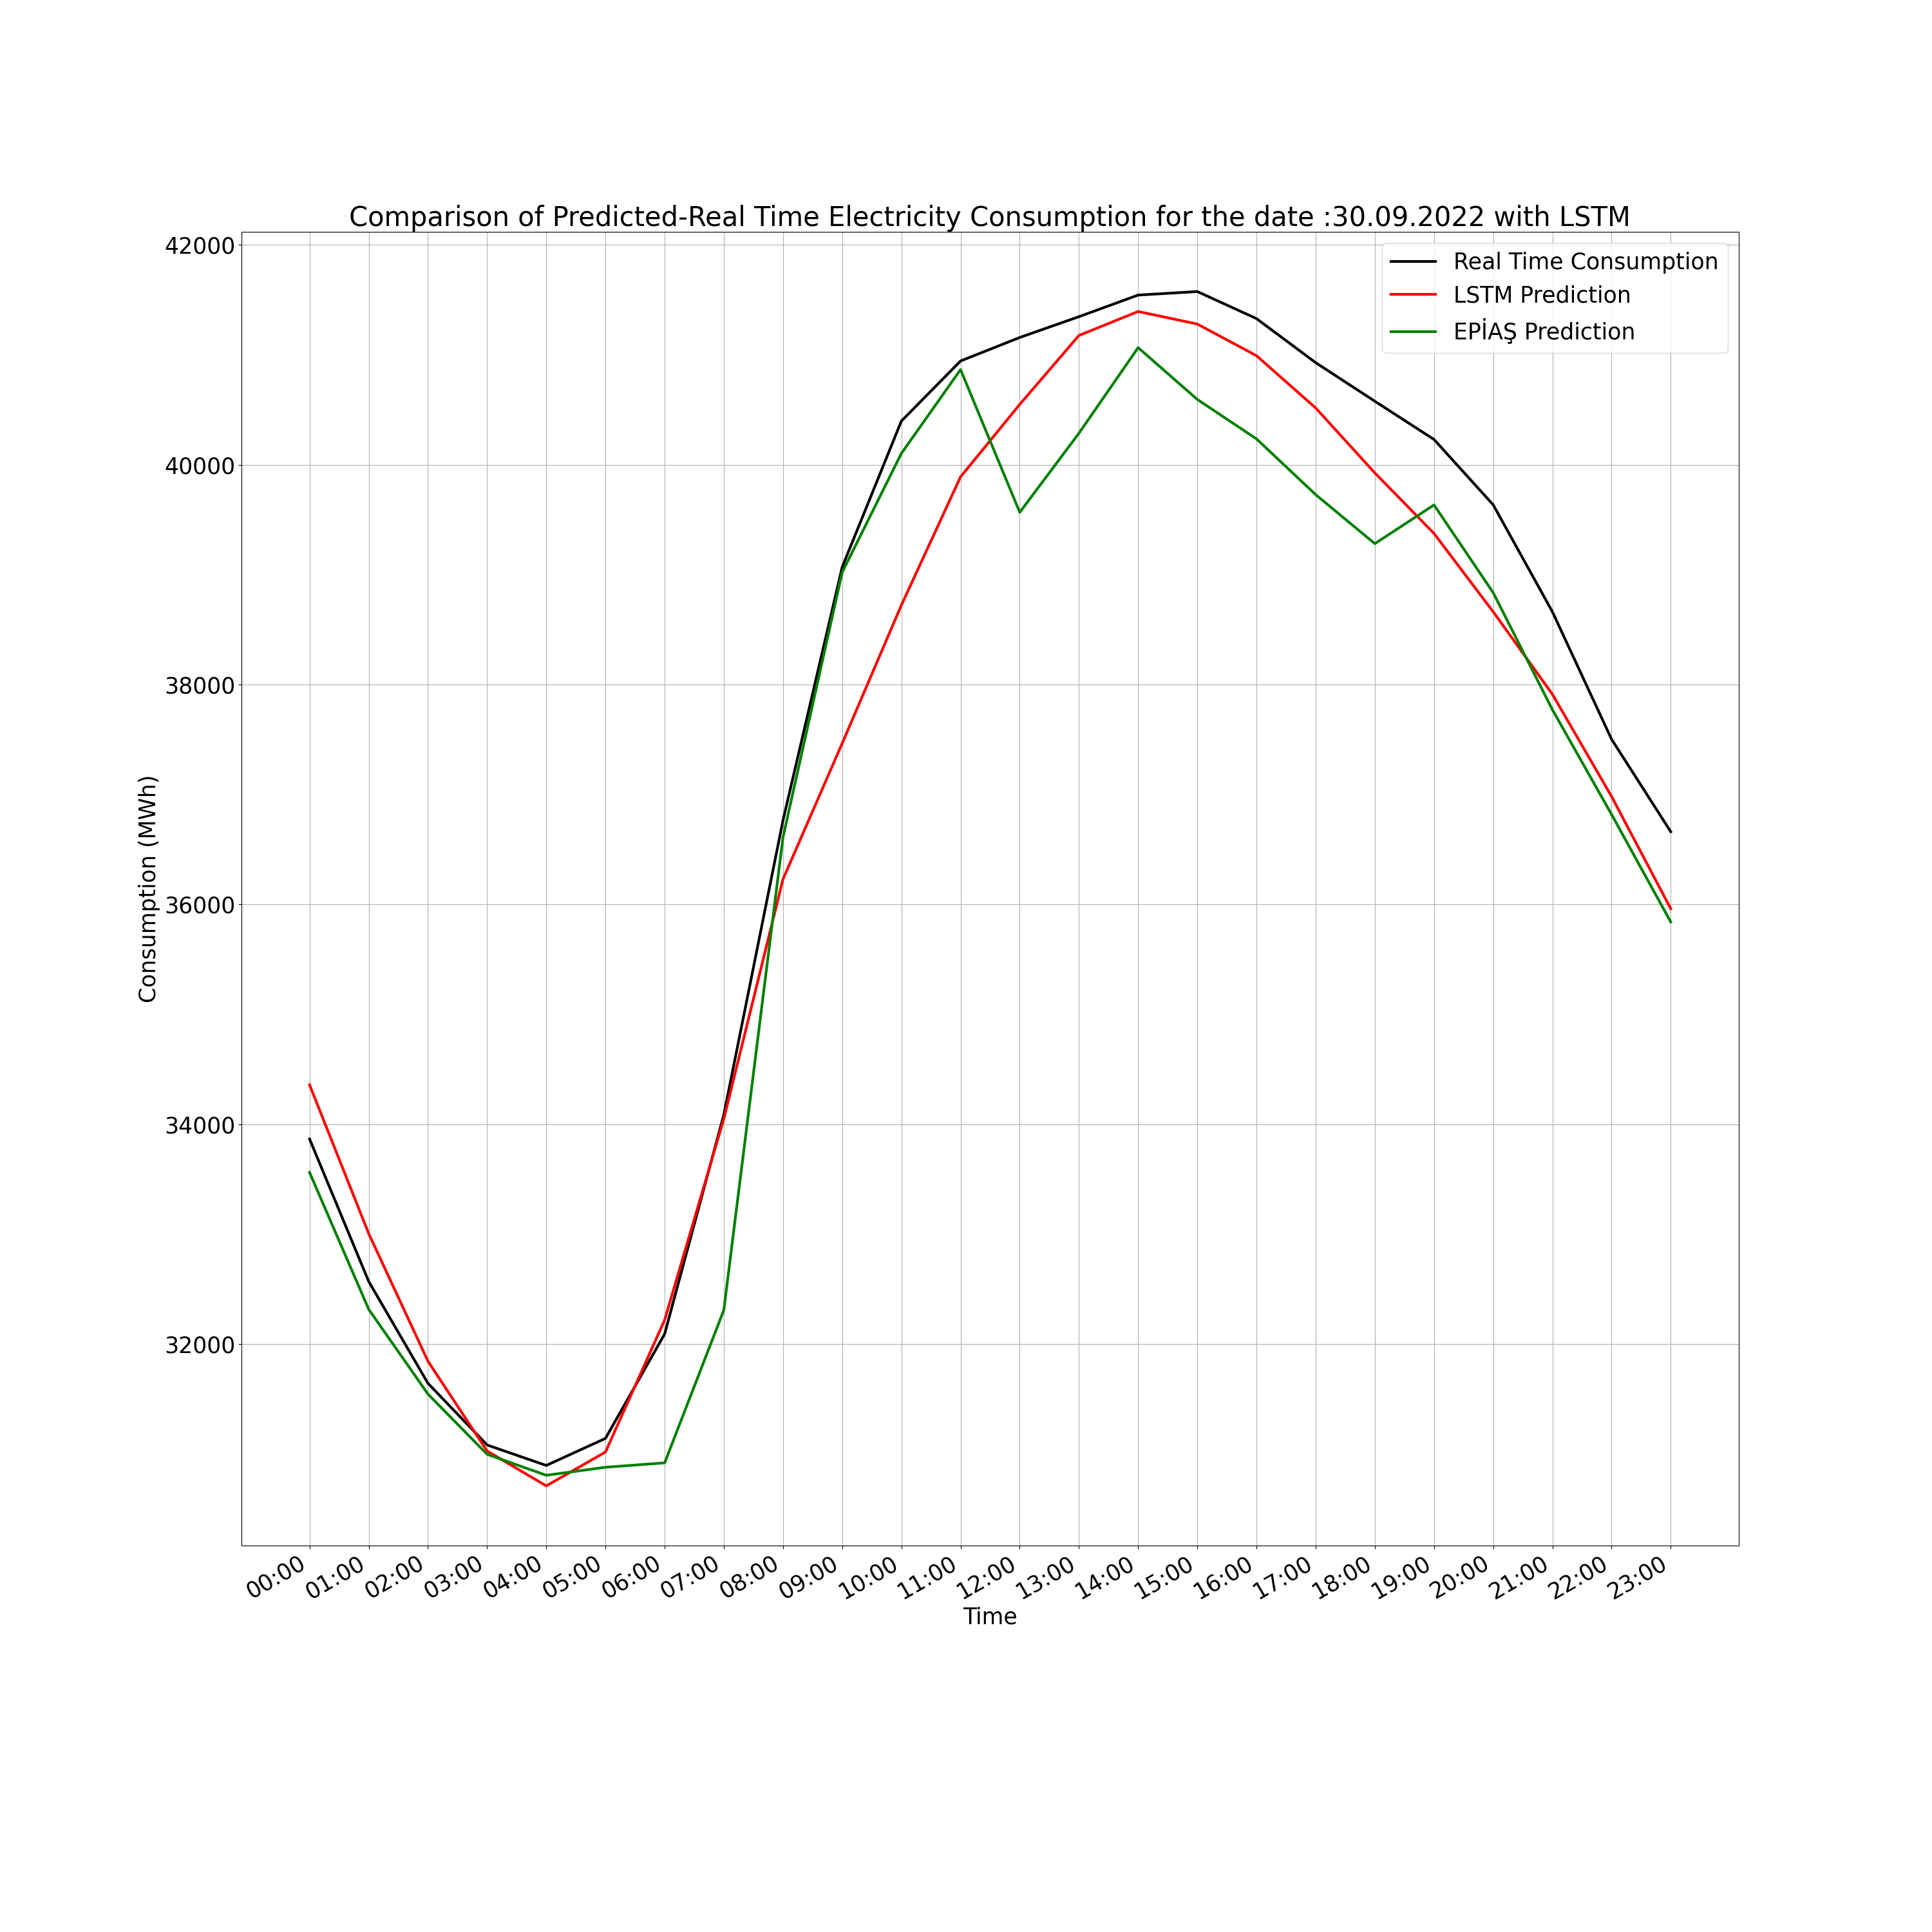 Comparison of Predicted-Real Time Electricity Consumption for the date :30.09.2022 with LSTM
42000
40000
38000
36000
34000
32000
Consumption (MWh)
Real Time Consumption
LSTM Prediction
EPİAŞ Prediction
00:00 01:00 02:00 03:00 04:00 05:00 06:00 07:00 08:00 09:00 10:00 11:00 12:00 13:00 14:00 15:00 16:00 17:00 18:00 19:00 20:00 21:00 22:00 23:00
Time